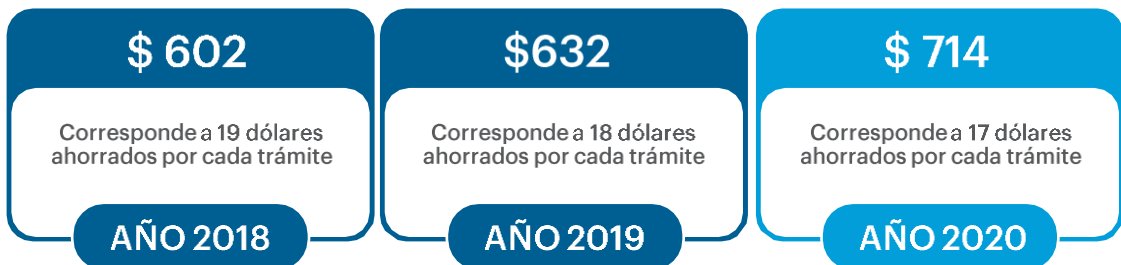 $ 602
Corresponde a 19 dólares
ahorrados por cada trámite
AÑO 2018
$632
Corresponde a 18 dólares
ahorrados por cada trámite
AÑO 2019
$ 714
Corresponde a 17 dólares
ahorrados por cada trámite
AÑO 2020